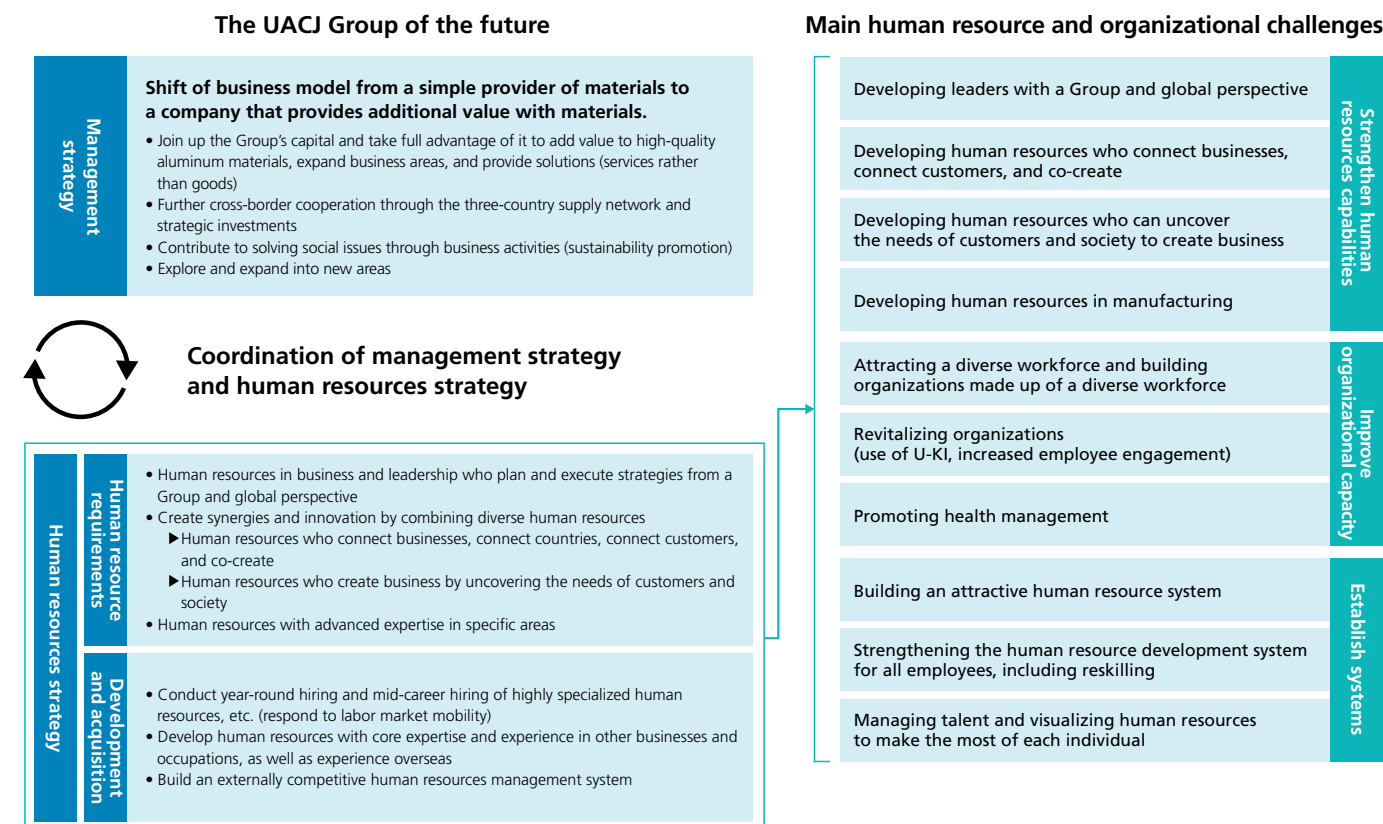 The UACJ Group of the future
Management
strategy
Shift of business model from a simple provider of materials to
a company that provides additional value with materials.
• Join up the Group's capital and take full advantage of it to add value to high-quality
aluminum materials, expand business areas, and provide solutions (services rather
than goods)
• Further cross-border cooperation through the three-country supply network and
strategic investments
• Contribute to solving social issues through business activities (sustainability promotion)
• Explore and expand into new areas
Coordination of management strategy
and human resources strategy
Human resources strategy
Human resource
requirements
• Human resources in business and leadership who plan and execute strategies from a
Group and global perspective
• Create synergies and innovation by combining diverse human resources
▶Human resources who connect businesses, connect countries, connect customers,
and co-create
▶Human resources who create business by uncovering the needs of customers and
society
• Human resources with advanced expertise in specific areas
Development
and acquisition
• Conduct year-round hiring and mid-career hiring of highly specialized human
resources, etc. (respond to labor market mobility)
• Develop human resources with core expertise and experience in other businesses and
occupations, as well as experience overseas
• Build an externally competitive human resources management system
Main human resource and organizational challenges
Developing leaders with a Group and global perspective
Developing human resources who connect businesses,
connect customers, and co-create
Developing human resources who can uncover
the needs of customers and society to create business
Developing human resources in manufacturing
Strengthen human
resources capabilities
Attracting a diverse workforce and building
organizations made up of a diverse workforce
Revitalizing organizations
(use of U-KI, increased employee engagement)
Promoting health management
Improve
organizational capacity
Building an attractive human resource system
Strengthening the human resource development system
for all employees, including reskilling
Managing talent and visualizing human resources
to make the most of each individual
Establish systems